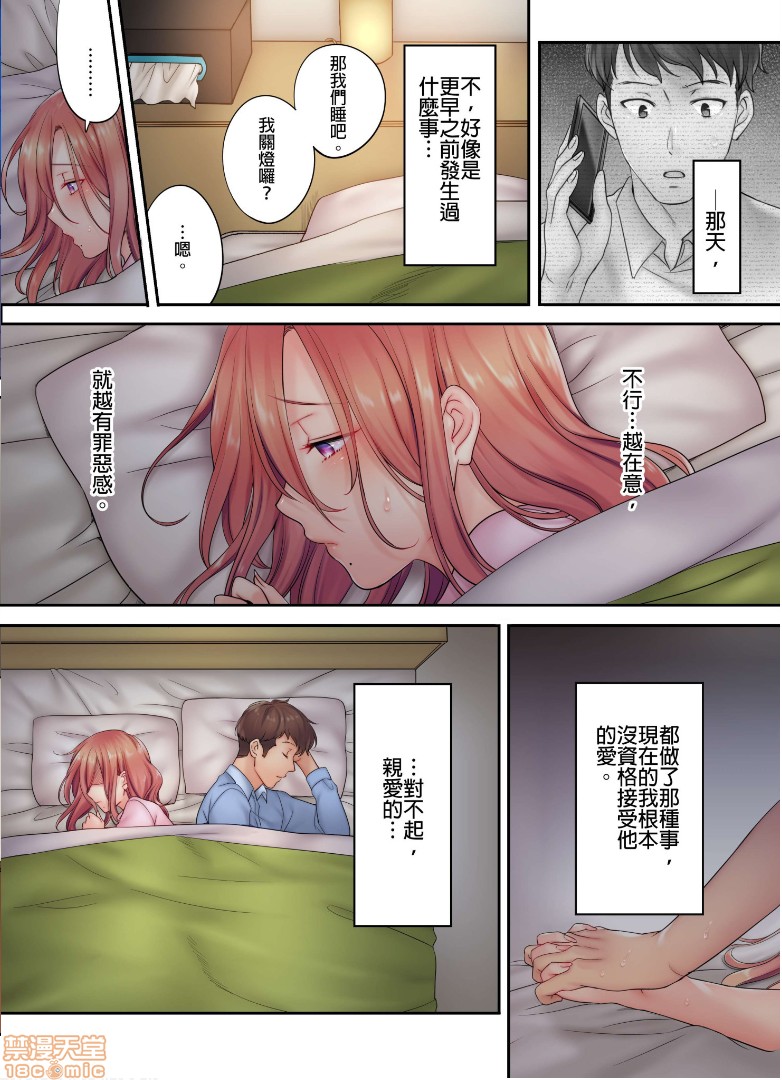 ―那天，
不，好像是
更早之前發生過
什麼事…
那我們睡吧。
我關燈囉？
…嗯。
………
不行…越在意，
就越有罪惡感。
都做了那種事，
現在的我根本
沒資格接受他
的愛。
…對不起，
親愛的…
禁漫天堂
18comic